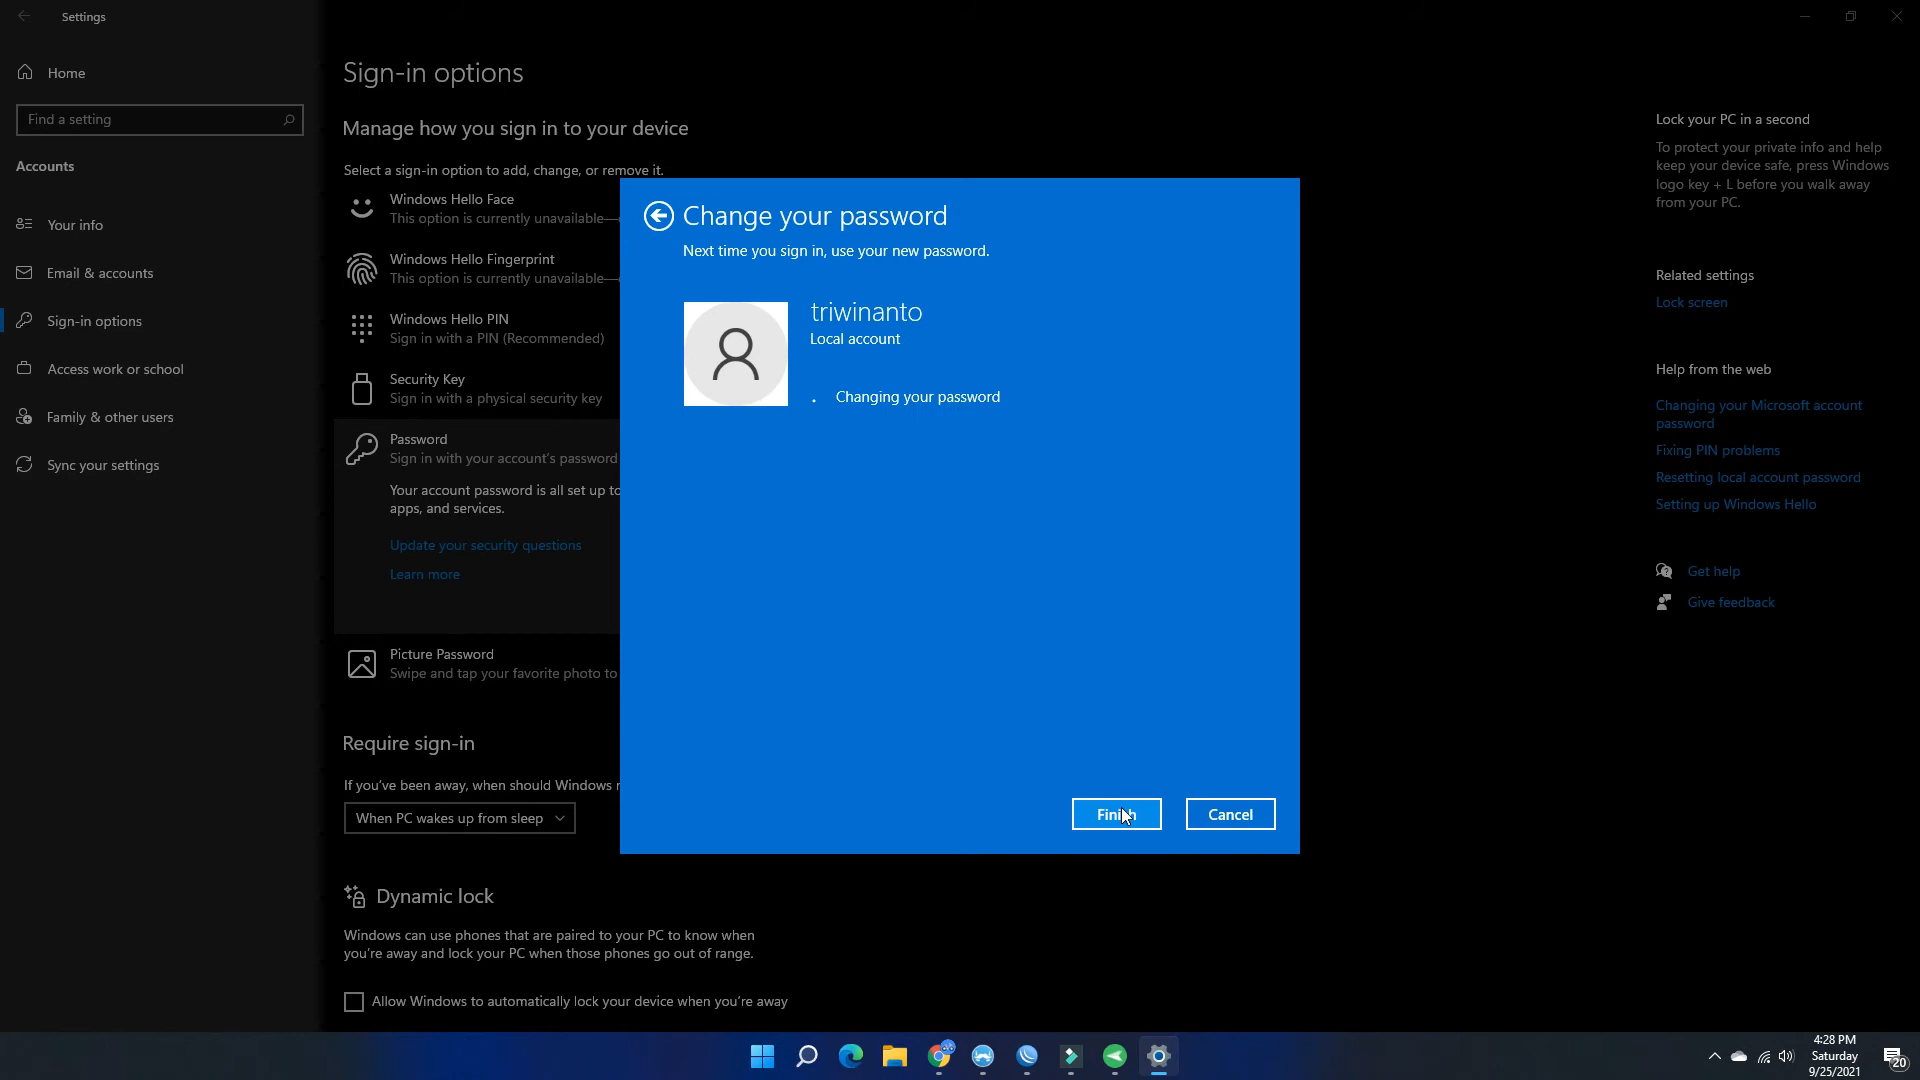 Settings
Home
Find a setting
Accounts
Your info
Email & accounts
Sign-in options
Access work or school
Family & other users
Sync your settings
Sign-in options
Manage how you sign in to your device
Select a sign-in option to add, change, or remove it.
Windows Hello Face
This option is currently unavailable—
Windows Hello Fingerprint
This option is currently unavailable—
Windows Hello PIN
Sign in with a PIN (Recommended)
Security Key
Sign in with a physical security key
Password
Sign in with your account's password
Your account password is all set up to
apps, and services.
Update your security questions
Learn more
Picture Password
Swipe and tap your favorite photo to
Require sign-in
If you've been away, when should Windows
When PC wakes up from sleep
Dynamic lock
Windows can use phones that are paired to your PC to know when
you're away and lock your PC when those phones go out of range.
Allow Windows to automatically lock your device when you're away
Change your password
Next time you sign in, use your new password.
triwinanto
Local account
Changing your password
Finish
Cancel
Lock your PC in a second
To protect your private info and help
keep your device safe, press Windows
logo key + L before you walk away
from your PC.
Related settings
Lock screen
Help from the web
Changing your Microsoft account
password
Fixing PIN problems
Resetting local account password
Setting up Windows Hello
Get help
Give feedback
4:28 PM
Saturday
9/25/2021
20